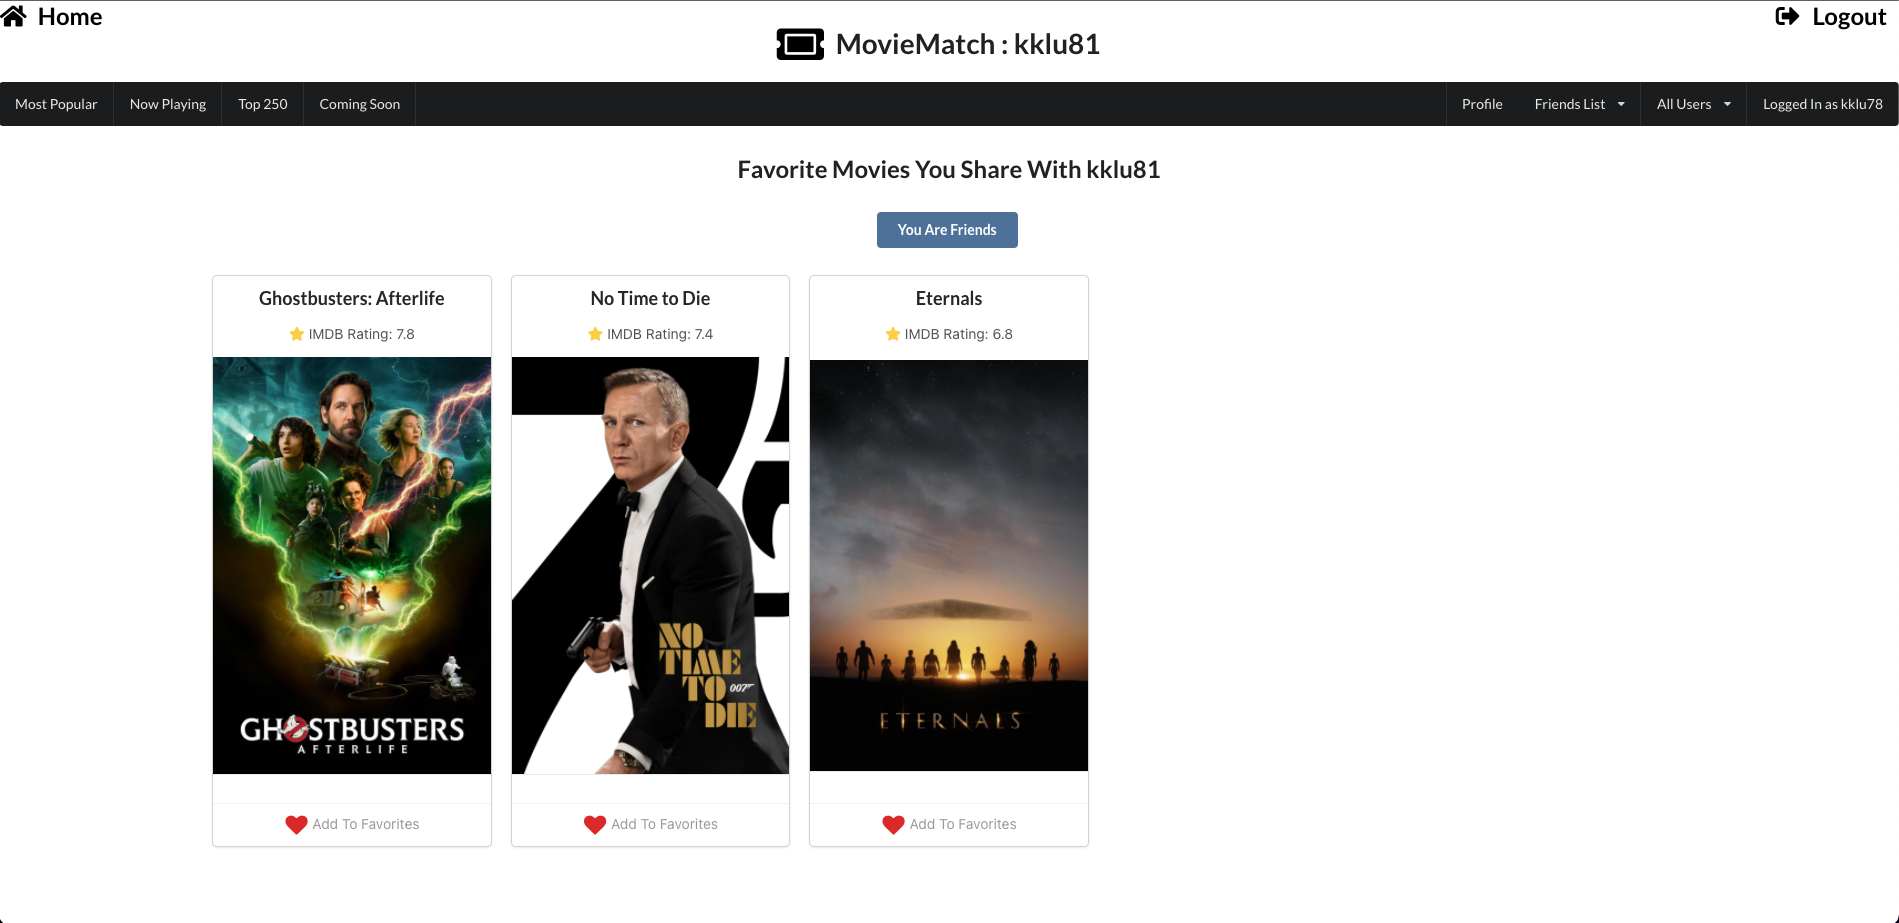 Home
Logout
MovieMatch : kklu81
Most Popular
Now Playing
Top 250
Coming Soon
Profile
Friends List
All Users
Logged In as kklu78
Favorite Movies You Share With kklu81
You Are Friends
Ghostbusters: Afterlife
IMDB Rating: 7.8
GHOSTBUSTERS
AFTERLIFE
Add To Favorites
No Time to Die
IMDB Rating: 7.4
NO
TIME
TO 007
DIE
Add To Favorites
Eternals
IMDB Rating: 6.8
ETERNALS
Add To Favorites